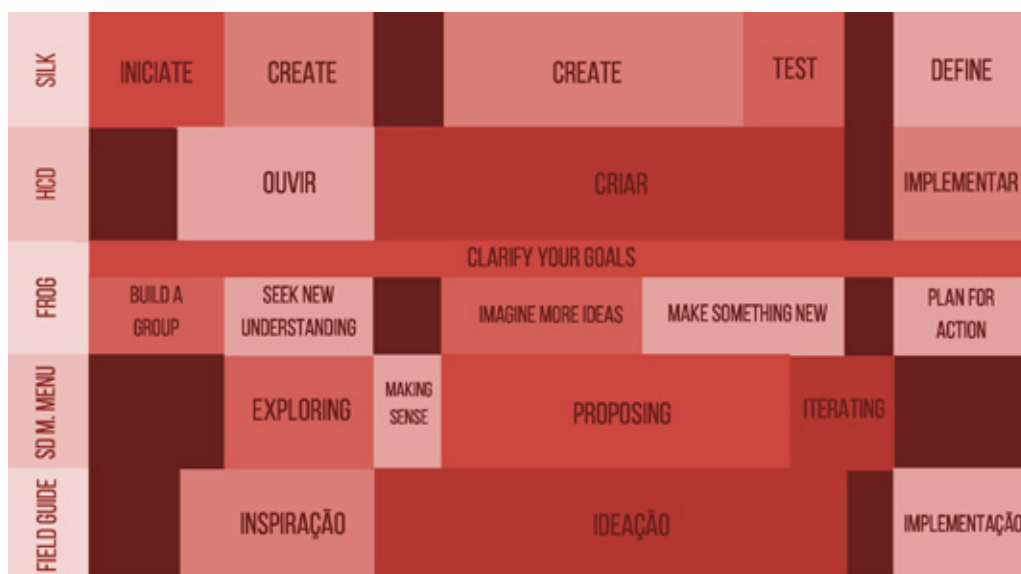 SILK
INICIATE
CREATE
CREATE
TEST
DEFINE
HCD
OUVIR
CRIAR
IMPLEMENTAR
FROG
CLARIFY YOUR GOALS
BUILD A
GROUP
SEEK NEW
UNDERSTANDING
IMAGINE MORE IDEAS
MAKE SOMETHING NEW
PLAN FOR
ACTION
SD M. MENU
EXPLORING
MAKING
SENSE
PROPOSING
ITERATING
FIELD GUIDE
INSPIRAÇÃO
IDEAÇÃO
IMPLEMENTAÇÃO